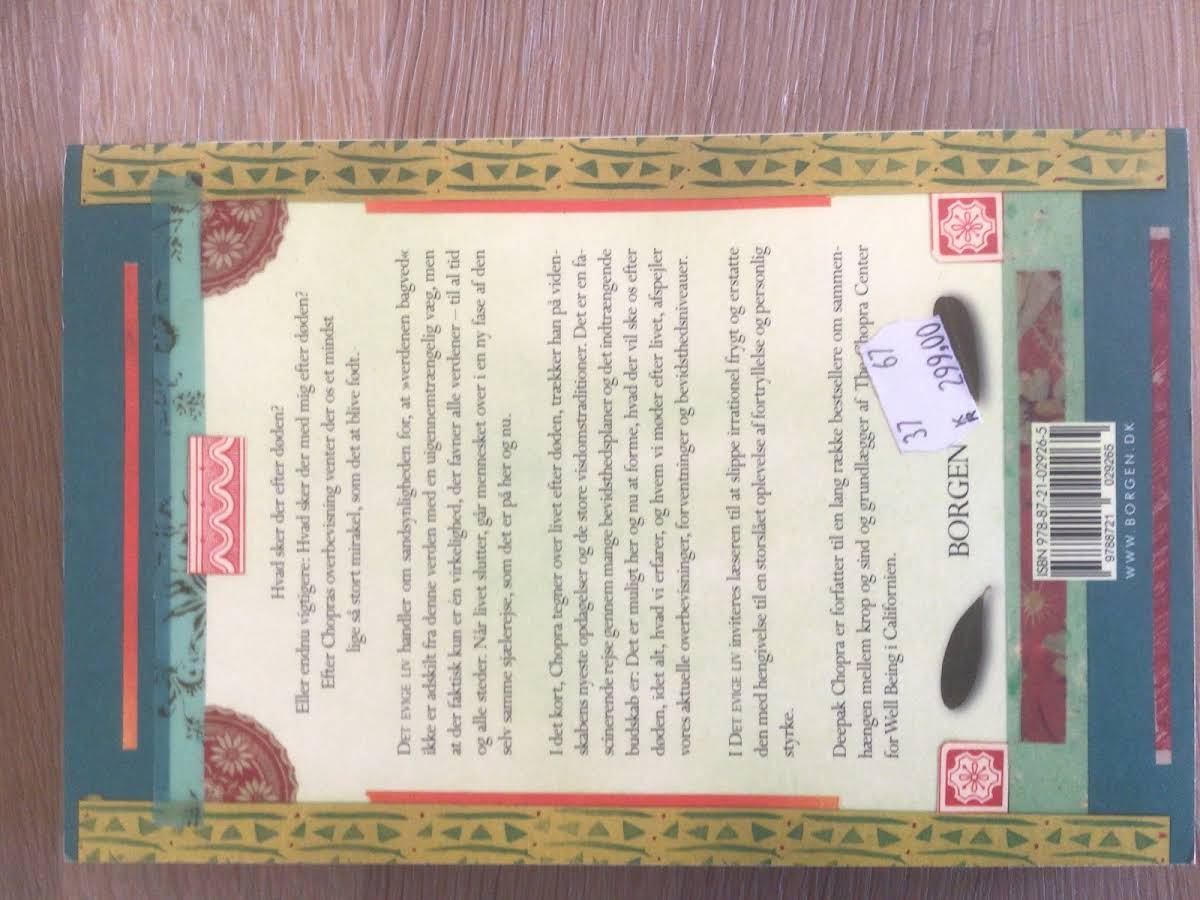 Hvad sker der efter døden?
Eller endnu vigtigere: Hvad sker der med mig efter døden?
Efter Chopras overbevisning venter der os et mindst
lige så stort mirakel, som det at blive født.
DET EVIGE LIV handler om sandsynligheden for, at »verdenen bagved«
ikke er adskilt fra denne verden med en uigennemtrængelig væg, men
at der faktisk kun er én virkelighed, der favner alle verdener – til al tid
og alle steder. Når livet slutter, går mennesket over i en ny fase af den
selv samme sjælerejse, som det er på her og nu.
I det kort, Chopra tegner over livet efter døden, trækker han på viden-
skabens nyeste opdagelser og de store visdomstraditioner. Det er en fa-
scinerende rejse gennem mange bevidsthedsplaner og det indtrængende
budskab er: Det er muligt her og nu at forme, hvad der vil ske os efter
døden, idet alt, hvad vi erfarer, og hvem vi møder efter livet, afspejler
vores aktuelle overbevisninger, forventninger og bevidsthedsniveauer.
I DET EVIGE LIV inviteres læseren til at slippe irrationel frygt og erstatte
den med hengivelse til en storslået oplevelse af fortryllelse og personlig
styrke.
Deepak Chopra er forfatter til en lang række bestsellere om sammen-
hængen mellem krop og sind og grundlægger af The Chopra Center
for Well Being i Californien.
37 67
KR 299,00
BORGEN
ISBN 978-87-21-02926-5
9788721 029265
WWW.BORGEN.DK